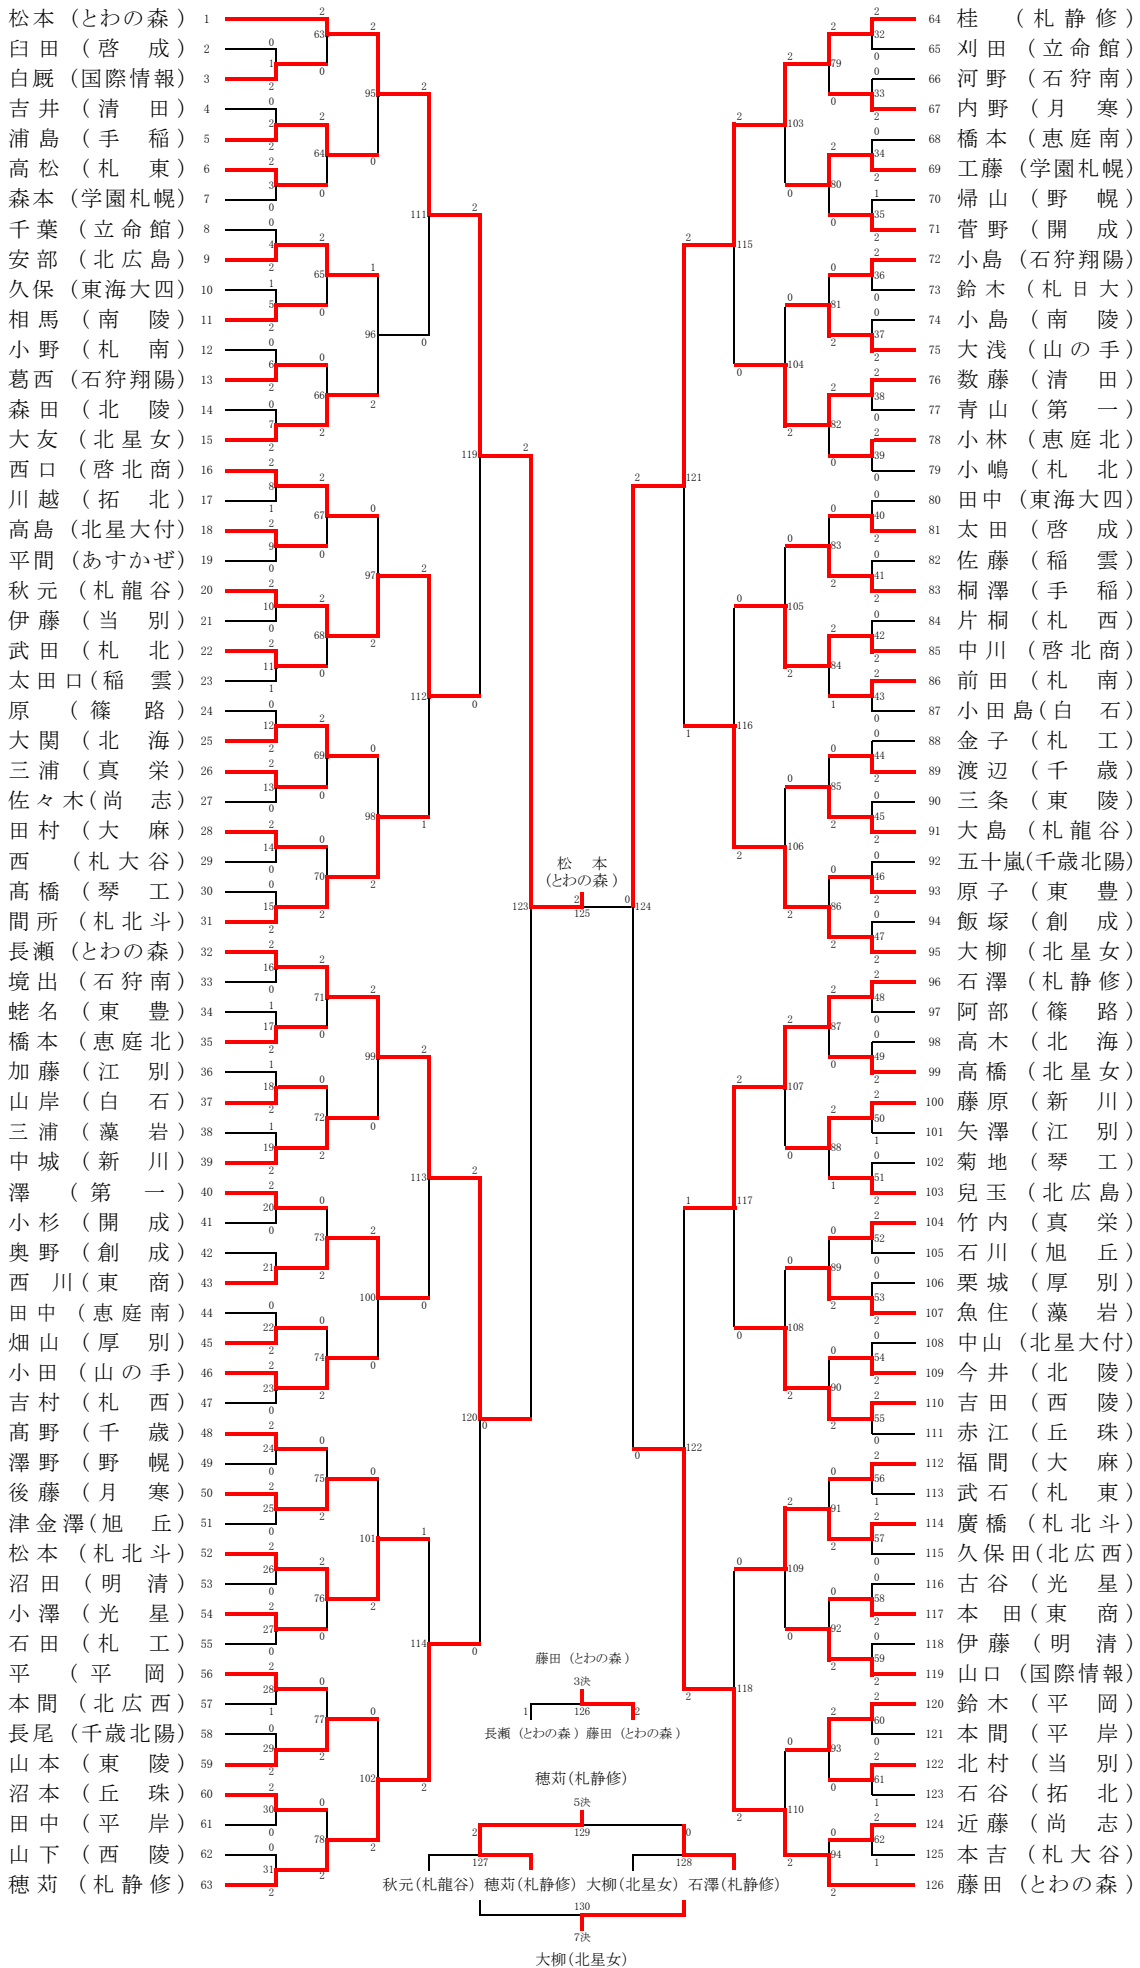 松本（とわの森） 1
臼田（啓成） 2
白厩（国際情報） 3
吉井（清田） 4
浦島（手稲） 5
高松（札東） 6
森本（学園札幌） 7
千葉（立命館） 8
安部（北広島） 9
久保（東海大四） 10
相馬（南陵） 11
小野（札南） 12
葛西（石狩翔陽） 13
森田（北陵） 14
大友（北星女） 15
西口（啓北商） 16
川越（拓北） 17
高島（北星大付） 18
平間（あすかぜ） 19
秋元（札龍谷） 20
伊藤（当別） 21
武田（札北） 22
太田口（稲雲） 23
原（篠路） 24
大関（北海） 25
三浦（真栄） 26
佐々木（尚志） 27
田村（大麻） 28
西（札大谷） 29
髙橋（琴工） 30
間所（札北斗） 31
長瀬（とわの森） 32
境出（石狩南） 33
蛯名（東豊） 34
橋本（恵庭北） 35
加藤（江別） 36
山岸（白石） 37
三浦（藻岩） 38
中城（新川） 39
澤（第一） 40
小杉（開成） 41
奥野（創成） 42
西川（東商） 43
田中（恵庭南） 44
畑山（厚別） 45
小田（山の手） 46
吉村（札西） 47
髙野（千歳） 48
澤野（野幌） 49
後藤（月寒） 50
津金澤（旭丘） 51
松本（札北斗） 52
沼田（明清） 53
小澤（光星） 54
石田（札工） 55
平（平岡） 56
本間（北広西） 57
長尾（千歳北陽） 58
山本（東陵） 59
沼本（丘珠） 60
田中（平岸） 61
山下（西陵） 62
穂苅（札静修） 63
松本
（とわの森）
2 125 0
123
124
藤田（とわの森）
3決
1 126 2
長瀬（とわの森） 藤田（とわの森）
穂苅（札静修）
5決
2 129 0
127 128
秋元（札龍谷） 穂苅（札静修） 大柳（北星女） 石澤（札静修）
130
7決
大柳（北星女）
64 桂（札静修）
65 刈田（立命館）
66 河野（石狩南）
67 内野（月寒）
68 橋本（恵庭南）
69 工藤（学園札幌）
70 帰山（野幌）
71 菅野（開成）
72 小島（石狩翔陽）
73 鈴木（札日大）
74 小島（南陵）
75 大浅（山の手）
76 数藤（清田）
77 青山（第一）
78 小林（恵庭北）
79 小嶋（札北）
80 田中（東海大四）
81 太田（啓成）
82 佐藤（稲雲）
83 桐澤（手稲）
84 片桐（札西）
85 中川（啓北商）
86 前田（札南）
87 小田島（白石）
88 金子（札工）
89 渡辺（千歳）
90 三条（東陵）
91 大島（札龍谷）
92 五十嵐（千歳北陽）
93 原子（東豊）
94 飯塚（創成）
95 大柳（北星女）
96 石澤（札静修）
97 阿部（篠路）
98 高木（北海）
99 高橋（北星女）
100 藤原（新川）
101 矢澤（江別）
102 菊地（琴工）
103 兒玉（北広島）
104 竹内（真栄）
105 石川（旭丘）
106 栗城（厚別）
107 魚住（藻岩）
108 中山（北星大付）
109 今井（北陵）
110 吉田（西陵）
111 赤江（丘珠）
112 福間（大麻）
113 武石（札東）
114 廣橋（札北斗）
115 久保田（北広西）
116 古谷（光星）
117 本田（東商）
118 伊藤（明清）
119 山口（国際情報）
120 鈴木（平岡）
121 本間（平岸）
122 北村（当別）
123 石谷（拓北）
124 近藤（尚志）
125 本吉（札大谷）
126 藤田（とわの森）